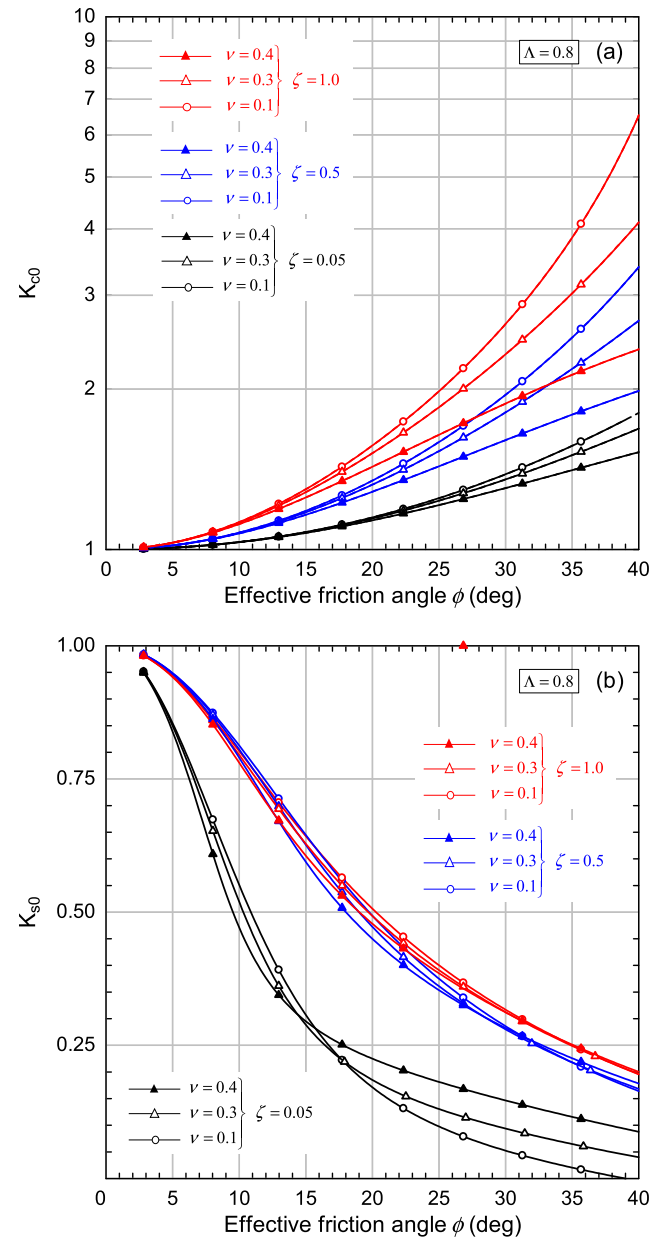 10
9
8
7
6
5
4
3
2
1
K_c0
Λ = 0.8
(a)
ν = 0.4
ν = 0.3 ζ = 1.0
ν = 0.1
ν = 0.4
ν = 0.3 ζ = 0.5
ν = 0.1
ν = 0.4
ν = 0.3 ζ = 0.05
ν = 0.1
0 5 10 15 20 25 30 35 40
Effective friction angle ϕ (deg)
1.00
0.75
0.50
0.25
K_s0
Λ = 0.8
(b)
ν = 0.4
ν = 0.3 ζ = 1.0
ν = 0.1
ν = 0.4
ν = 0.3 ζ = 0.5
ν = 0.1
ν = 0.4
ν = 0.3 ζ = 0.05
ν = 0.1
0 5 10 15 20 25 30 35 40
Effective friction angle ϕ (deg)